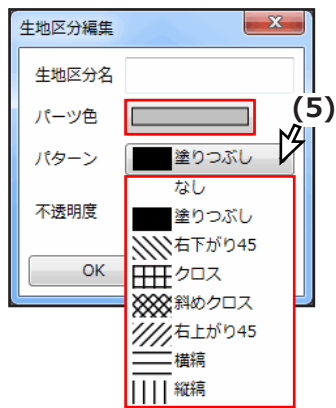 生地区分編集
生地区分名
パーツ色
(5)
パターン 塗りつぶし
なし
不透明度 塗りつぶし
右下がり45
OK クロス
斜めクロス
右上がり45
横縞
縦縞